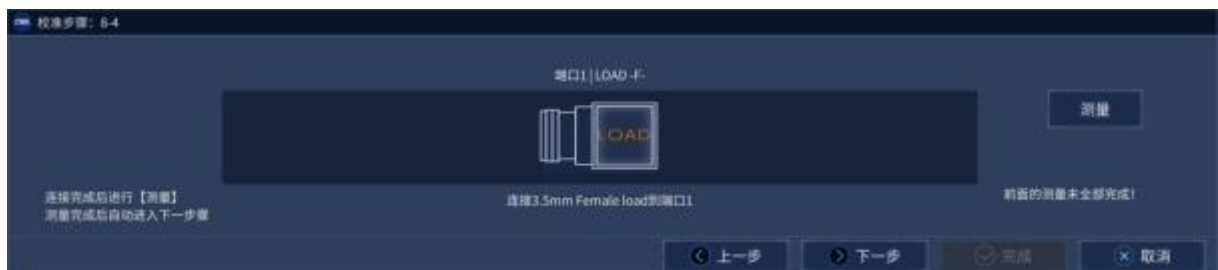 校准步骤：8-4
端口1|LOAD -F-
LOAD
测量
连接完成后进行【测量】
测量完成后自动进入下一步骤
连接3.5mm Female load到端口1
前面的测量未全部完成！
上一步
下一步
完成
取消